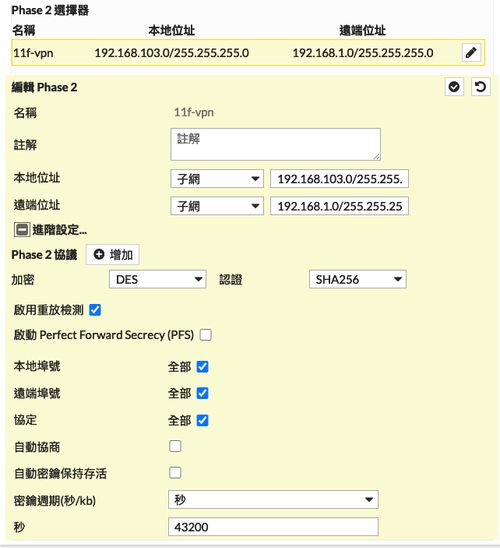 Phase 2 選擇器
名稱 本地位址 遠端位址
11f-vpn 192.168.103.0/255.255.255.0 192.168.1.0/255.255.255.0
編輯 Phase 2
名稱 11f-vpn
註解 註解
本地位址 子網 192.168.103.0/255.255.
遠端位址 子網 192.168.1.0/255.255.25
進階設定...
Phase 2 協議 增加
加密 DES 認證 SHA256
啟用重放檢測
啟動 Perfect Forward Secrecy (PFS)
本地埠號 全部
遠端埠號 全部
協定 全部
自動協商
自動密鑰保持存活
密鑰週期(秒/kb) 秒
秒 43200